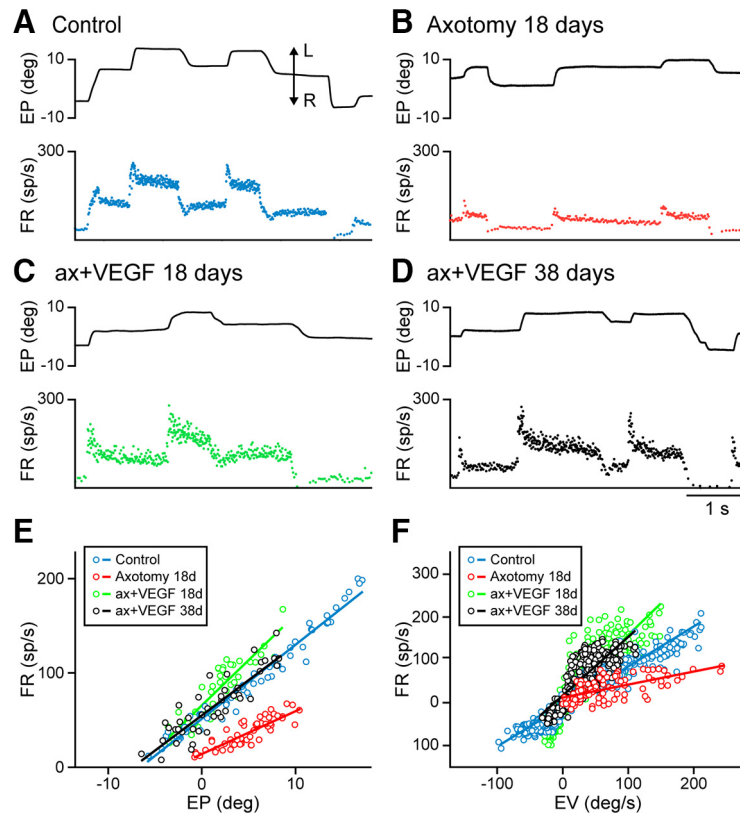 A Control
EP (deg)
10
-10
L
R
FR (sp/s)
300
B Axotomy 18 days
EP (deg)
10
-10
FR (sp/s)
300
C ax+VEGF 18 days
EP (deg)
10
-10
FR (sp/s)
300
D ax+VEGF 38 days
EP (deg)
10
-10
FR (sp/s)
300
1 s
E
Control
Axotomy 18d
ax+VEGF 18d
ax+VEGF 38d
FR (sp/s)
200
100
0
-10 0 10
EP (deg)
F
Control
Axotomy 18d
ax+VEGF 18d
ax+VEGF 38d
FR (sp/s)
300
200
100
0
100
-100 0 100 200
EV (deg/s)